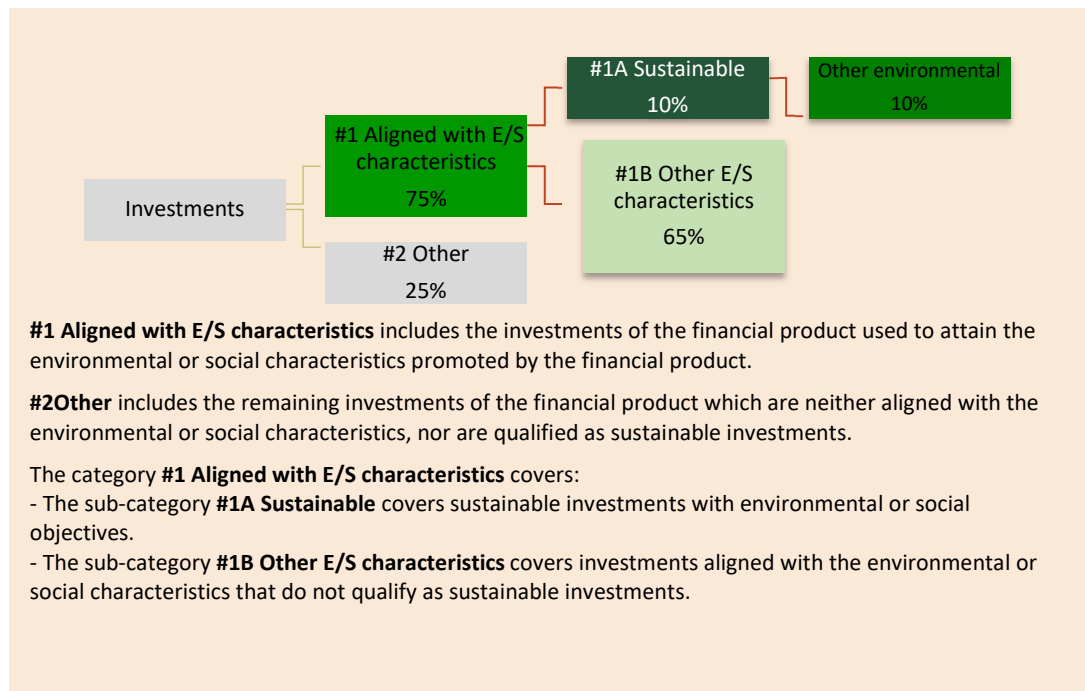 #1A Sustainable
10%
Other environmental
10%
#1 Aligned with E/S
characteristics
75%
#1B Other E/S
characteristics
65%
Investments
#2 Other
25%
#1 Aligned with E/S characteristics includes the investments of the financial product used to attain the
environmental or social characteristics promoted by the financial product.
#2Other includes the remaining investments of the financial product which are neither aligned with the
environmental or social characteristics, nor are qualified as sustainable investments.
The category #1 Aligned with E/S characteristics covers:
- The sub-category #1A Sustainable covers sustainable investments with environmental or social
objectives.
- The sub-category #1B Other E/S characteristics covers investments aligned with the environmental or
social characteristics that do not qualify as sustainable investments.